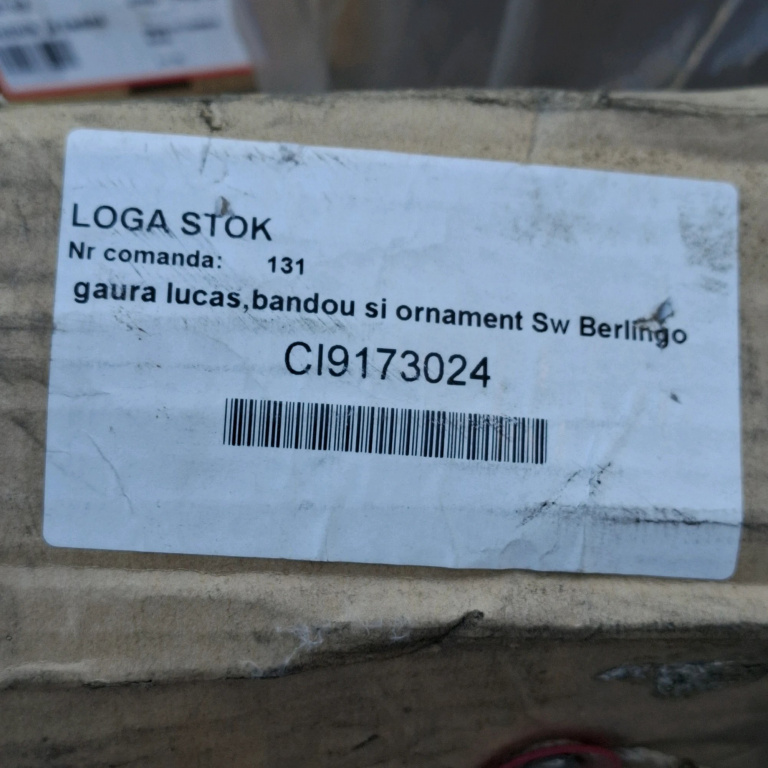 LOGA STOK
Nr comanda: 131
gaura lucas,bandou si ornament Sw Berlingo
CI9173024